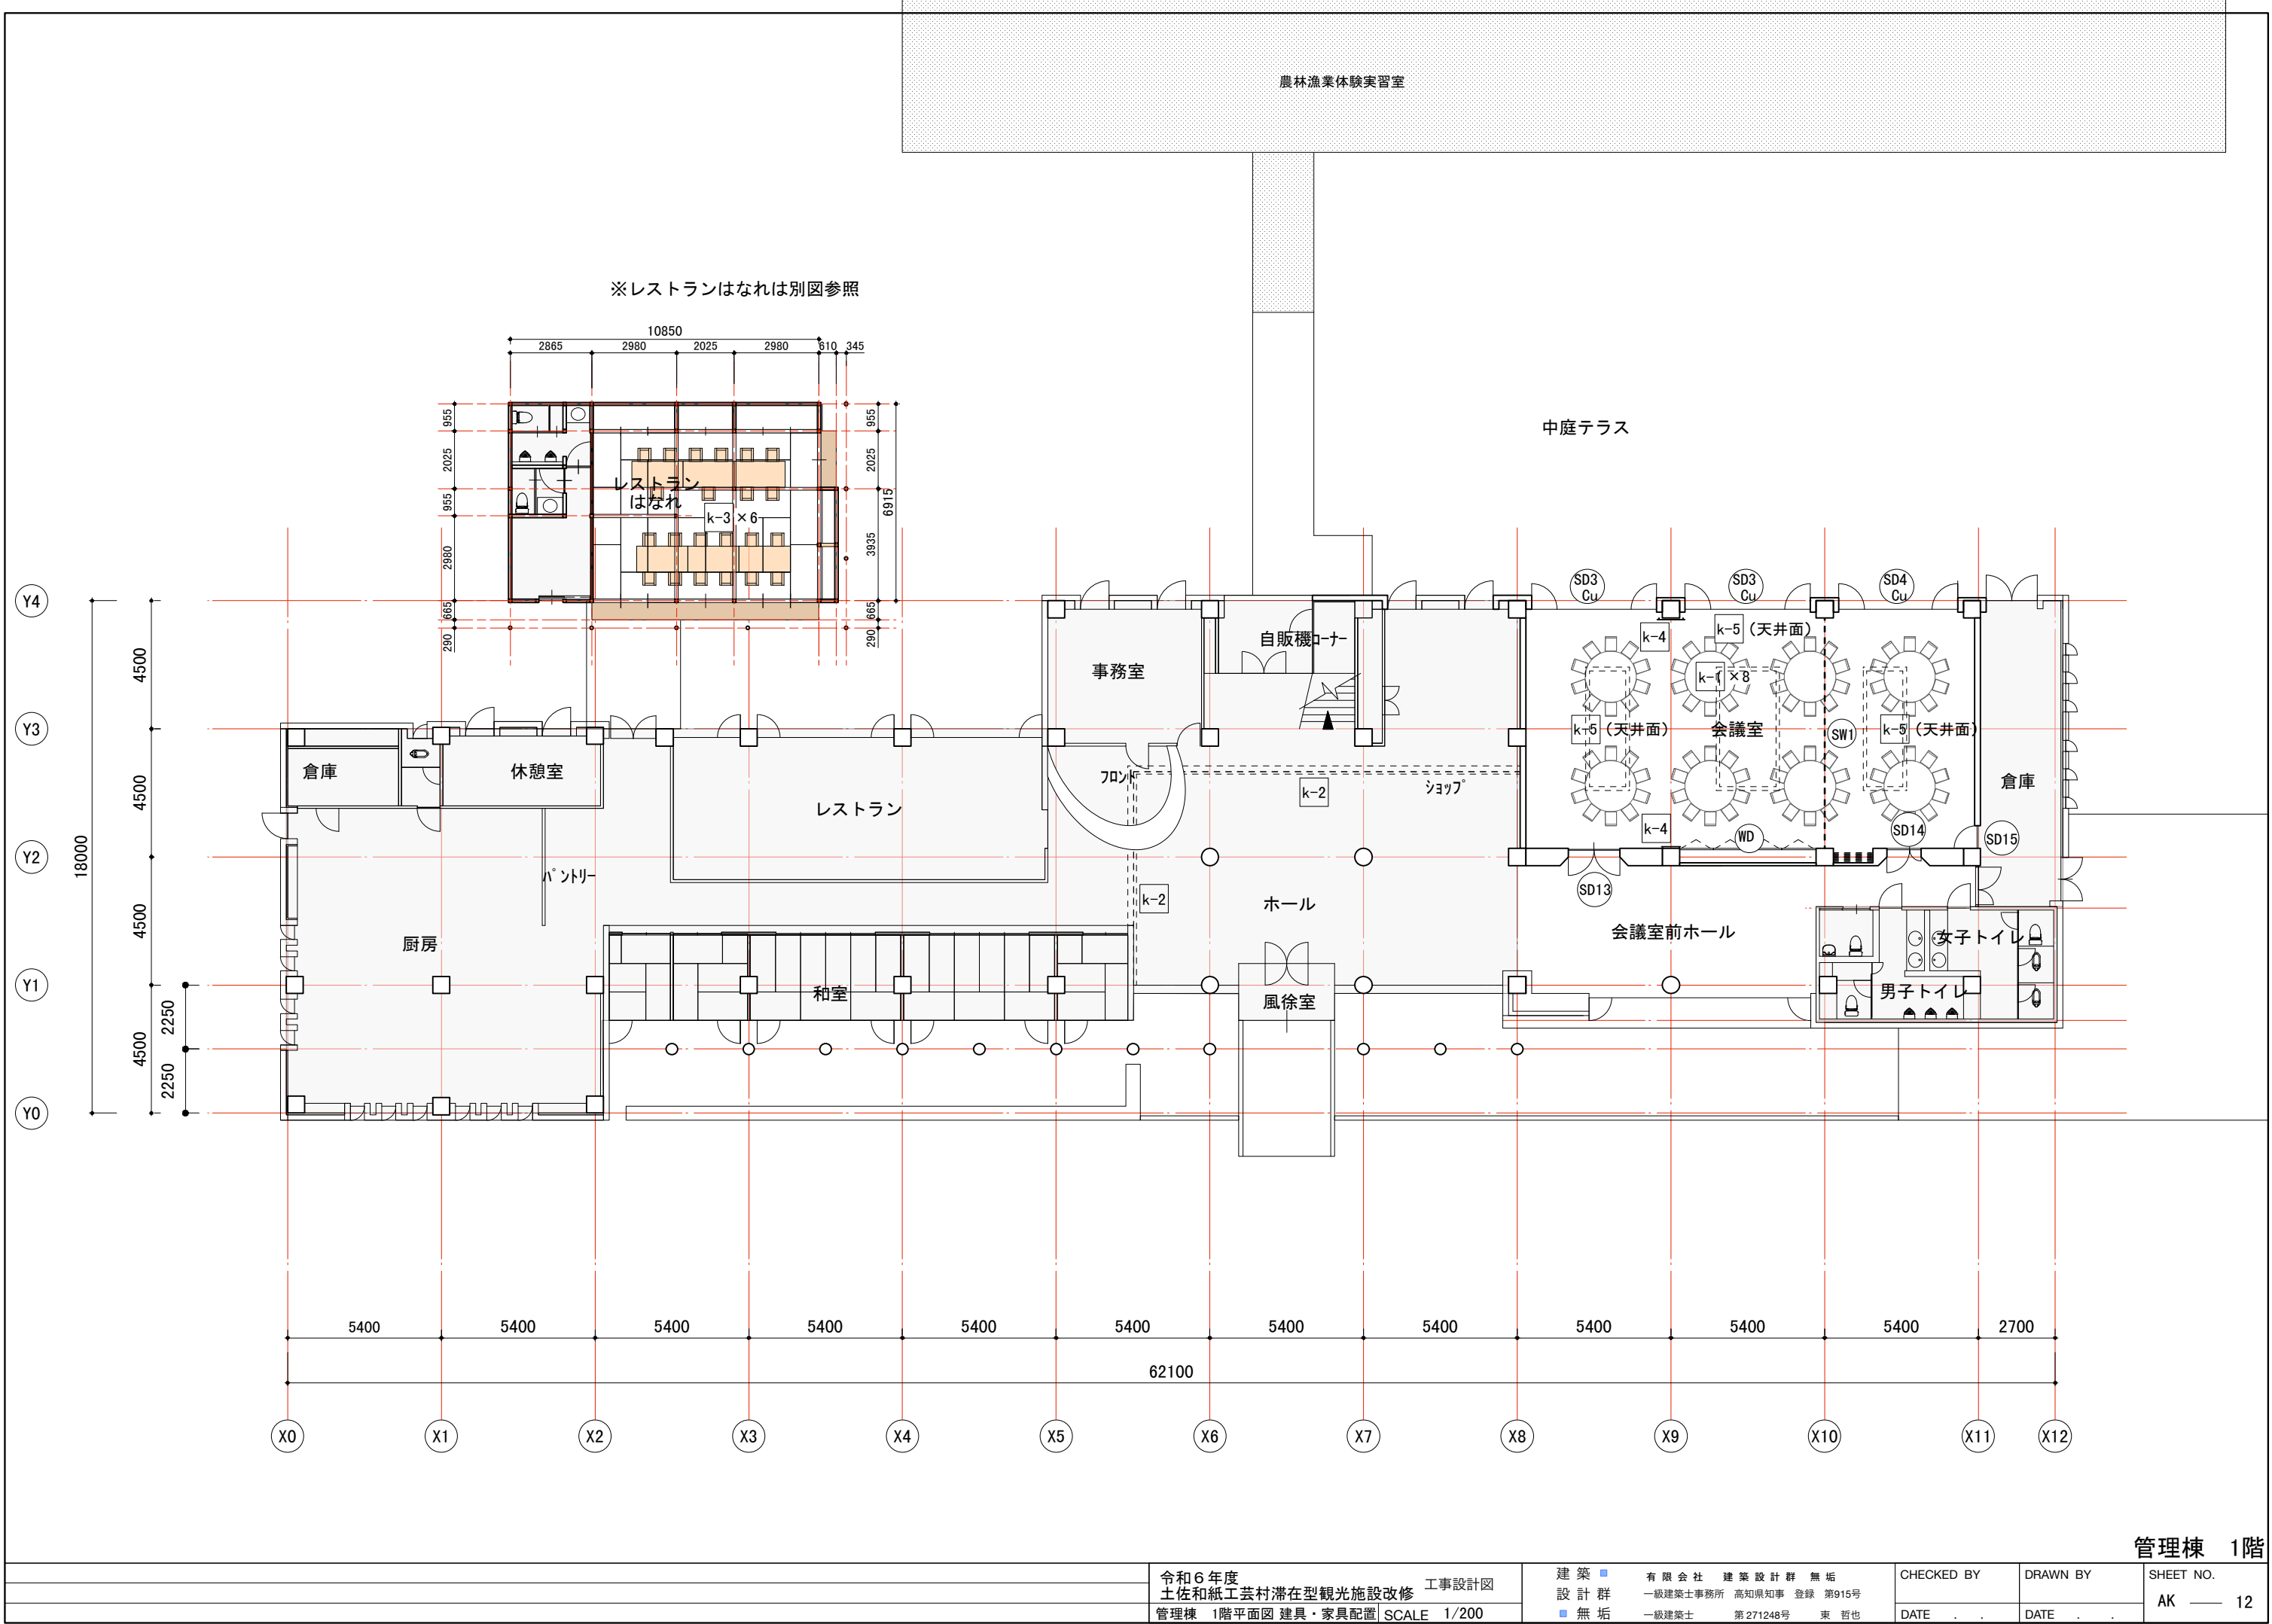 農林漁業体験実習室
※レストランはなれは別図参照
10850
2865 2980 2025 2980 610 345
955
2025
955
2980
665
290
955
2025
3935
665
290
6915
レストラン
はなれ
k-3 ×6
中庭テラス
Y4
Y3
Y2
Y1
Y0
18000
4500
4500
4500
4500
2250
2250
SD3
Cu
SD3
Cu
SD4
Cu
事務室
自販機コーナー
k-4
k-5 (天井面)
k-1 ×8
k-5 (天井面)
会議室
SW1
k-5 (天井面)
倉庫
休憩室
レストラン
フロント
k-2
ショップ
倉庫
k-4
WD
SD14
SD15
パントリー
厨房
k-2
ホール
SD13
会議室前ホール
女子トイレ
和室
風徐室
男子トイレ
5400 5400 5400 5400 5400 5400 5400 5400 5400 5400 5400 2700
62100
X0 X1 X2 X3 X4 X5 X6 X7 X8 X9 X10 X11 X12
管理棟 1階
令和6年度
土佐和紙工芸村滞在型観光施設改修 工事設計図
管理棟 1階平面図 建具・家具配置 SCALE 1/200
建築
設計群
無垢
有限会社 建築設計群 無垢
一級建築士事務所 高知県知事 登録 第915号
一級建築士 第271248号 東 哲也
CHECKED BY
DATE . .
DRAWN BY
DATE . .
SHEET NO.
AK 12